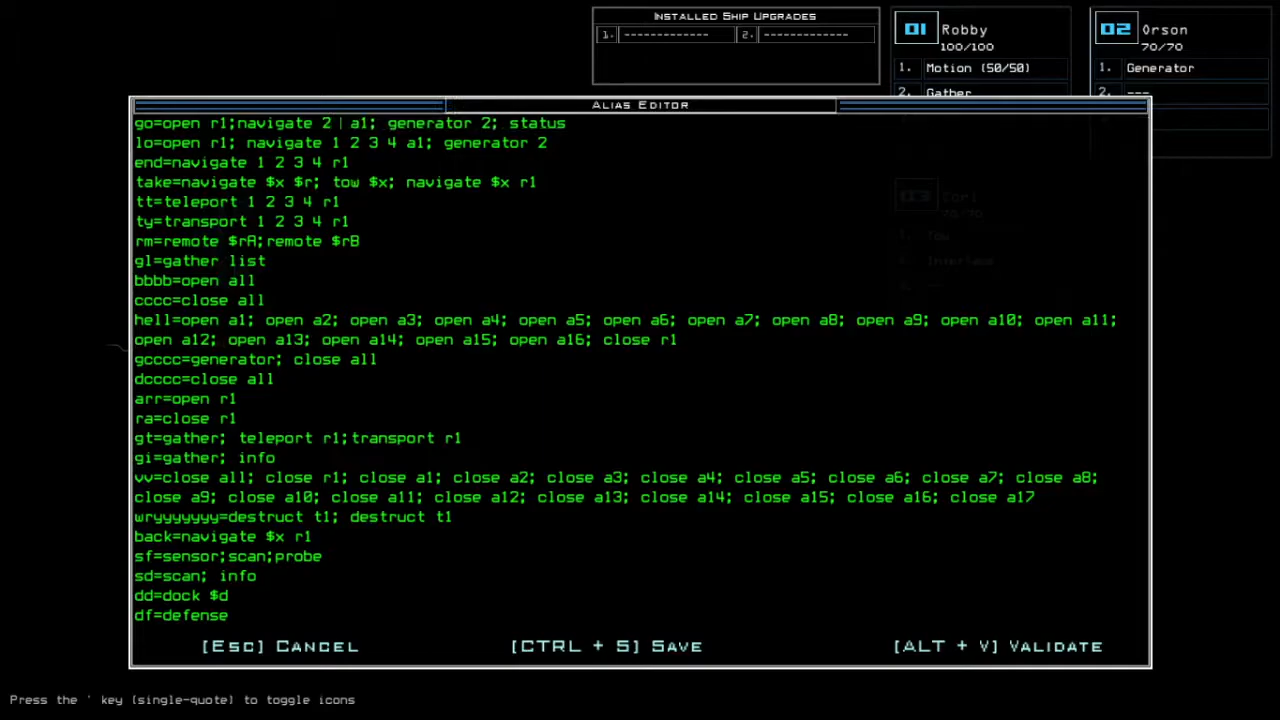 Installed Ship Upgrades
1. ------------- 2. -------------
01 Robby
100/100
1. Motion (50/50)
2. Gather
02 Orson
70/70
1. Generator
2. ---
Alias Editor
go=open r1;navigate 2 | a1; generator 2; status
lo=open r1; navigate 1 2 3 4 a1; generator 2
end=navigate 1 2 3 4 r1
take=navigate $x $r; tow $x; navigate $x r1
tt=teleport 1 2 3 4 r1
ty=transport 1 2 3 4 r1
rm=remote $rA;remote $rB
gl=gather list
bbbb=open all
cccc=close all
hell=open a1; open a2; open a3; open a4; open a5; open a6; open a7; open a8; open a9; open a10; open a11;
open a12; open a13; open a14; open a15; open a16; close r1
gcccc=generator; close all
dcccc=close all
arr=open r1
ra=close r1
gt=gather; teleport r1;transport r1
gi=gather; info
vv=close all; close r1; close a1; close a2; close a3; close a4; close a5; close a6; close a7; close a8;
close a9; close a10; close a11; close a12; close a13; close a14; close a15; close a16; close a17
wryyyyyyy=destruct t1; destruct t1
back=navigate $x r1
sf=sensor;scan;probe
sd=scan; info
dd=dock $d
df=defense
03 Cori
70/70
1. Tow
2. Interface
[Esc] Cancel [CTRL + S] Save [ALT + V] Validate
Press the ' key (single-quote) to toggle icons